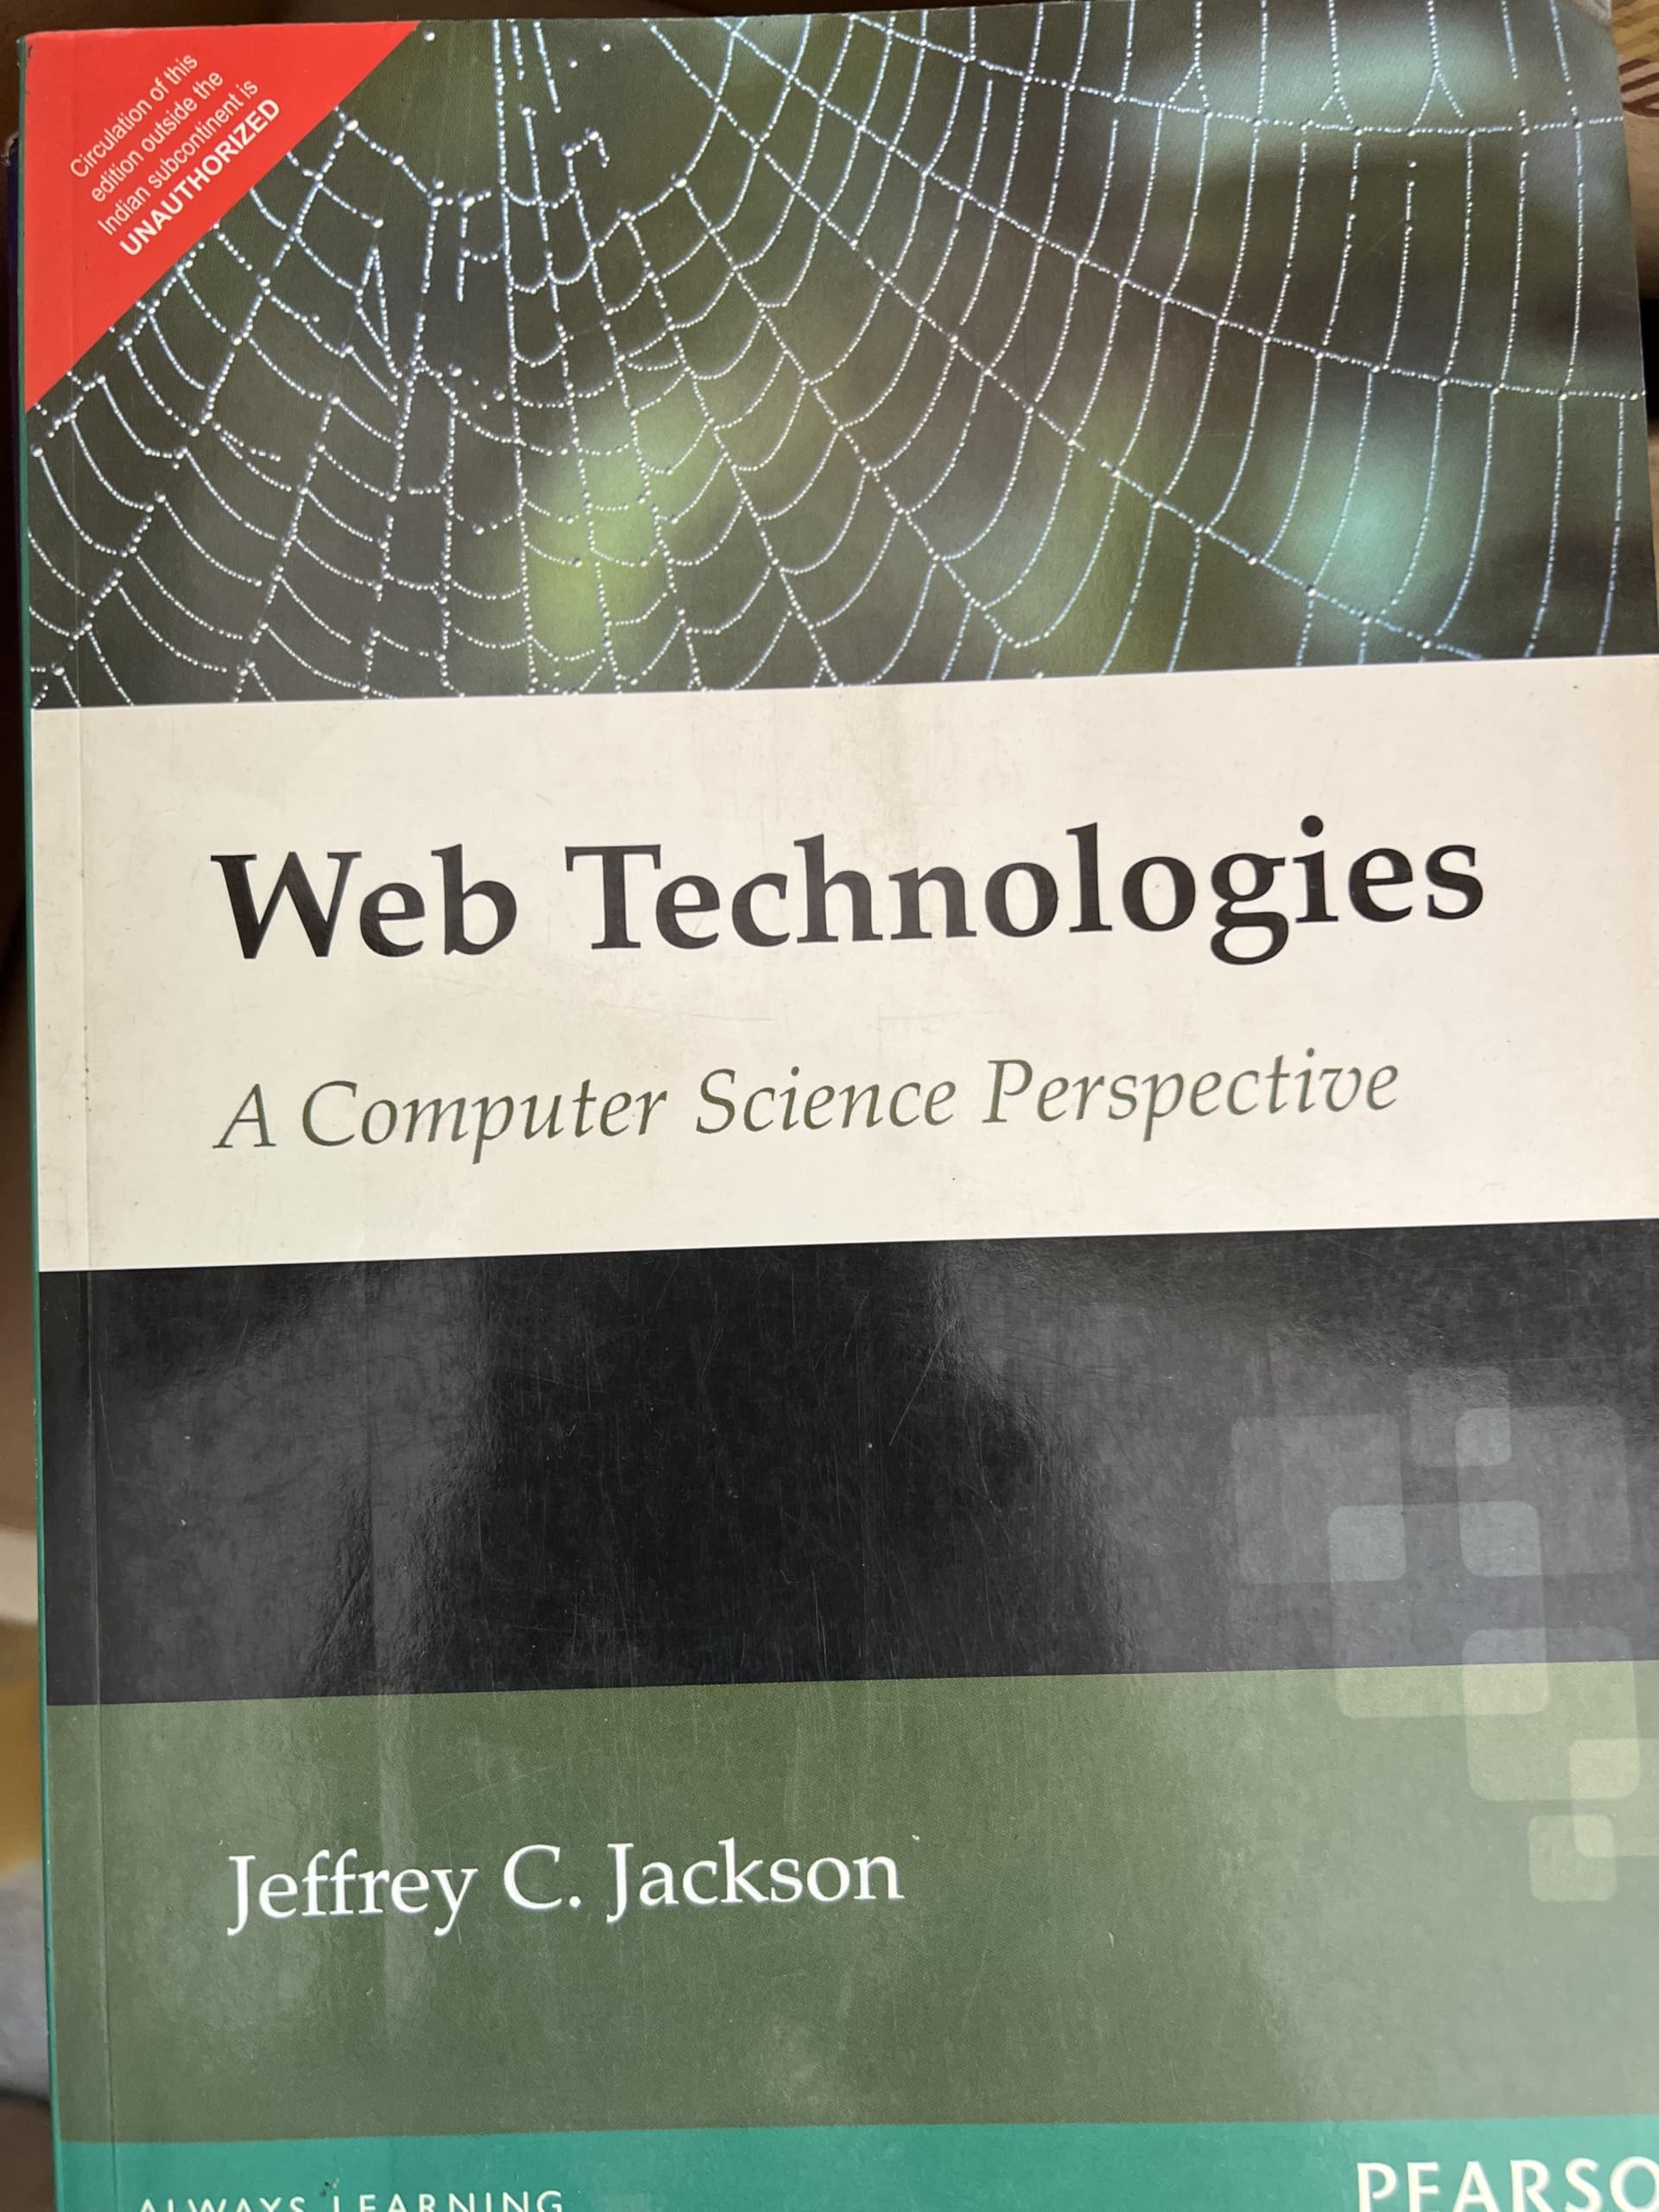 Circulation of this
edition outside the
Indian subcontinent is
UNAUTHORIZED
Web Technologies
A Computer Science Perspective
Jeffrey C. Jackson
ALWAYS LEARNING
PEARSO